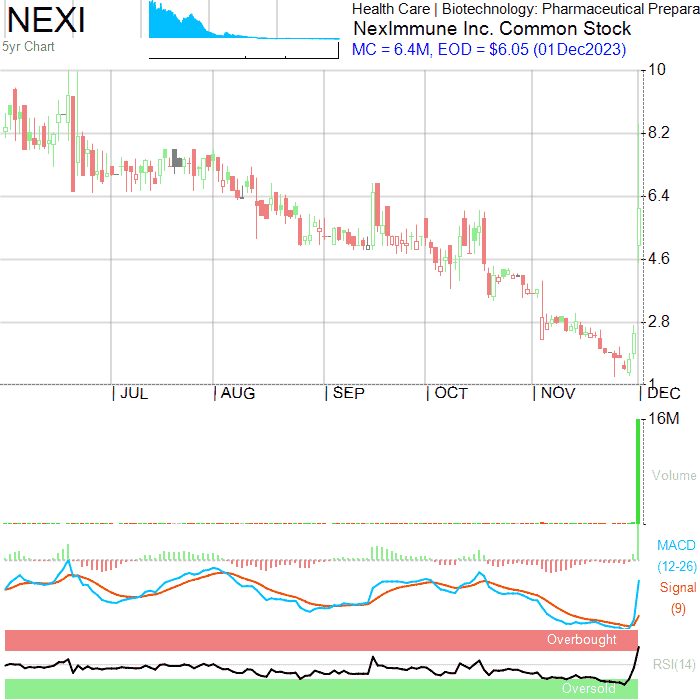 NEXI
5yr Chart
Health Care | Biotechnology: Pharmaceutical Prepara
NexImmune Inc. Common Stock
MC = 6.4M, EOD = $6.05 (01Dec2023)
10
8.2
6.4
4.6
2.8
1
| JUL | AUG | SEP | OCT | NOV | DEC
16M
Volume
MACD
(12-26)
Signal
(9)
Overbought
RSI(14)
Oversold